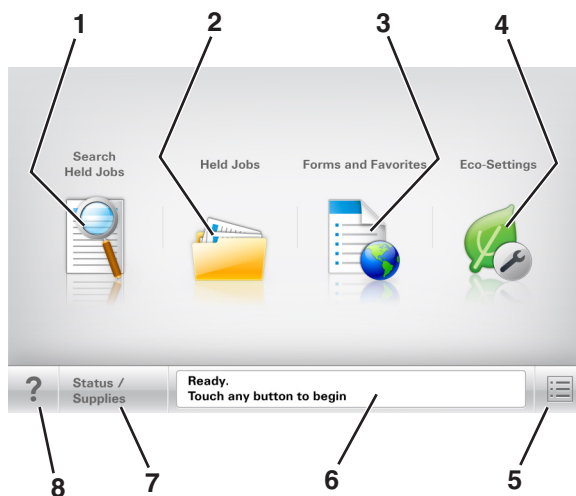 1 2 3 4
Search
Held Jobs
Held Jobs
Forms and Favorites
Eco-Settings
?
Status /
Supplies
Ready.
Touch any button to begin
8 7 6 5